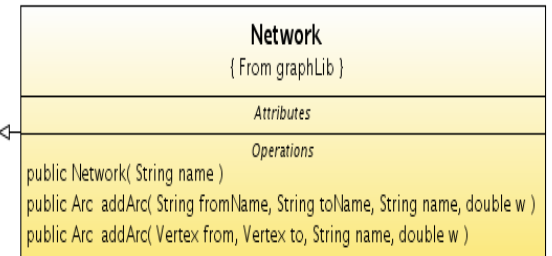 Network
{ From graphLib }
Attributes
Operations
public Network( String name )
public Arc addArc( String fromName, String toName, String name, double w )
public Arc addArc( Vertex from, Vertex to, String name, double w )